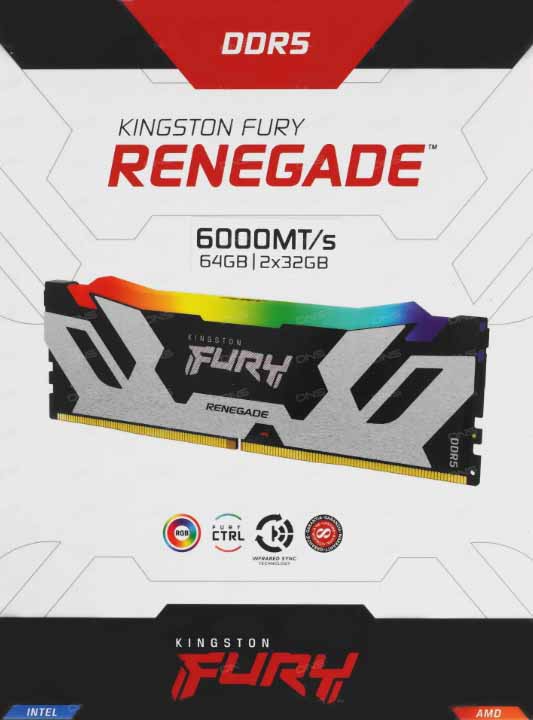 DDR5
KINGSTON FURY
RENEGADE™
6000MT/s
64GB | 2x32GB
KINGSTON
FURY
RENEGADE
DDR5
RGB
FURY
CTRL
INFRARED SYNC
TECHNOLOGY
KINGSTON
FURY
INTEL
AMD